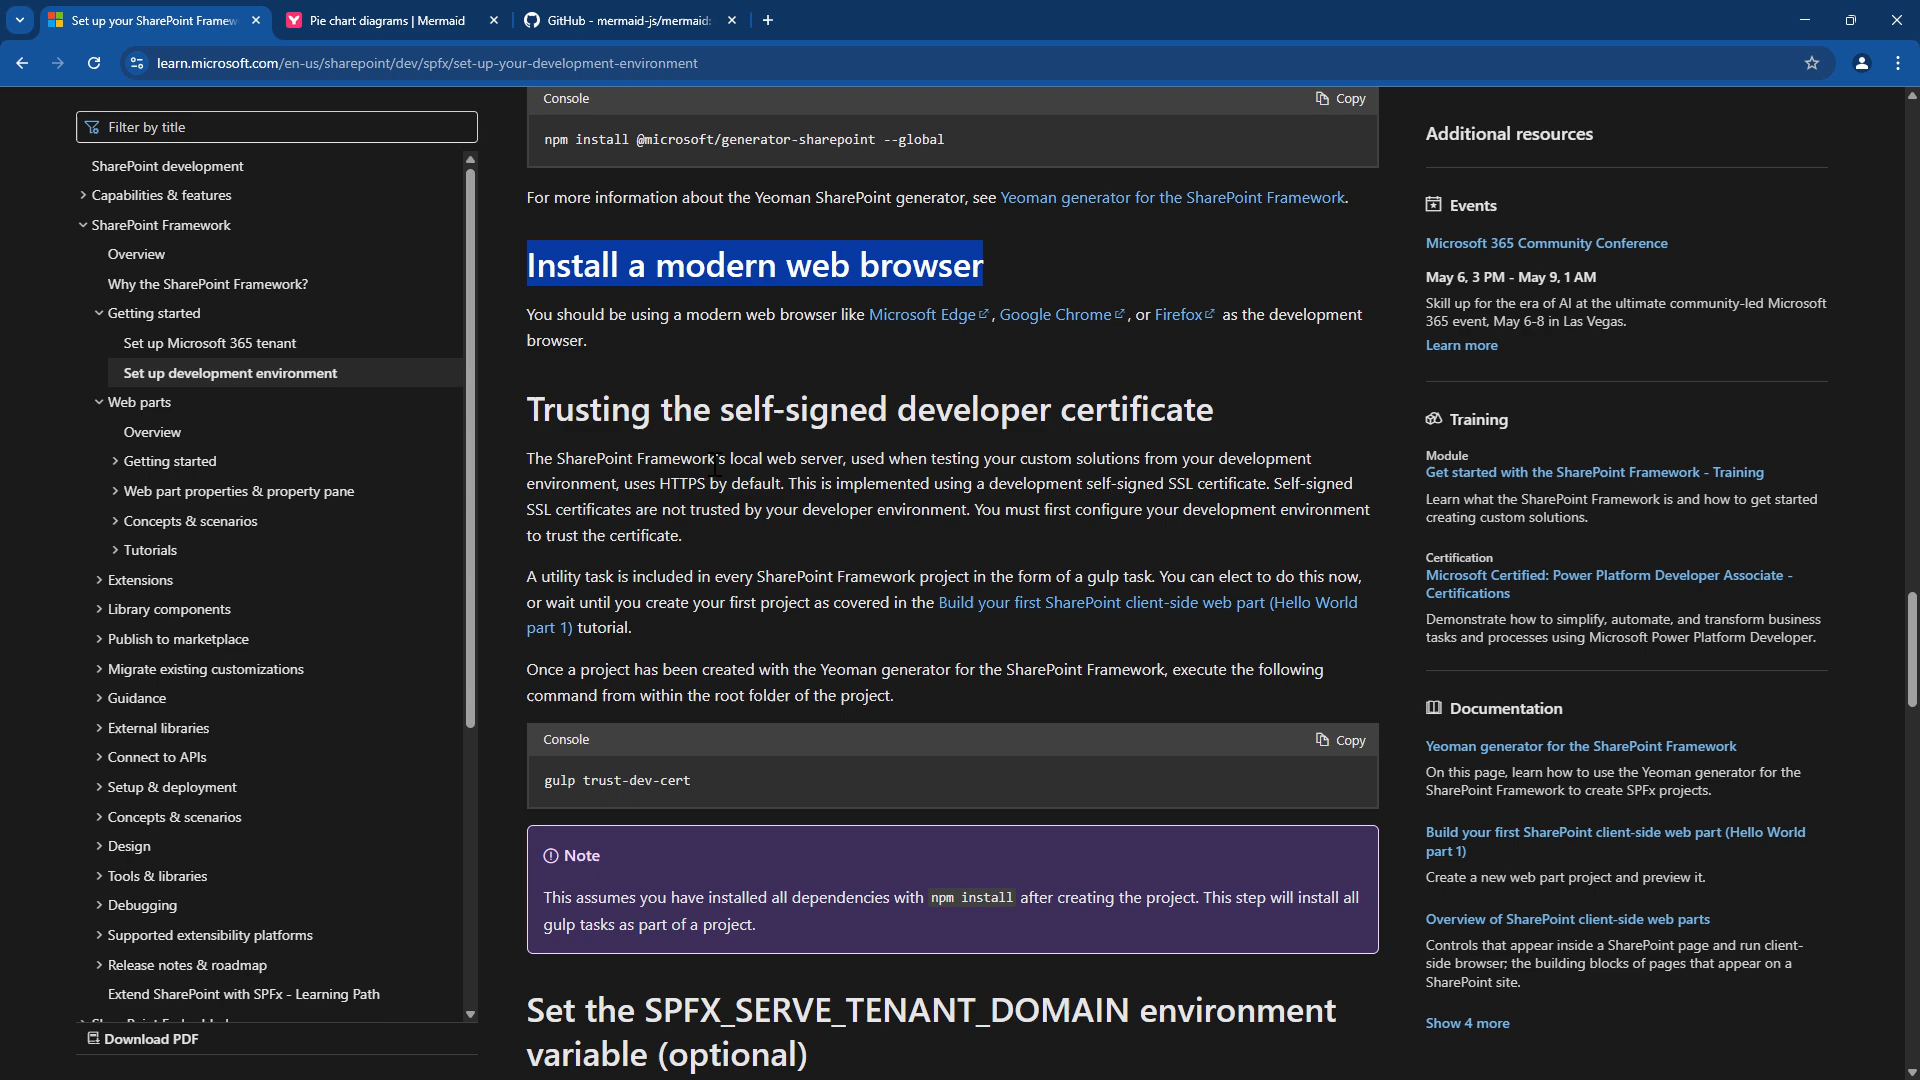 Set up your SharePoint Framew
Pie chart diagrams | Mermaid
GitHub - mermaid-js/mermaid:
learn.microsoft.com/en-us/sharepoint/dev/spfx/set-up-your-development-environment
Filter by title
SharePoint development
Capabilities & features
SharePoint Framework
Overview
Why the SharePoint Framework?
Getting started
Set up Microsoft 365 tenant
Set up development environment
Web parts
Overview
Getting started
Web part properties & property pane
Concepts & scenarios
Tutorials
Extensions
Library components
Publish to marketplace
Migrate existing customizations
Guidance
External libraries
Connect to APIs
Setup & deployment
Concepts & scenarios
Design
Tools & libraries
Debugging
Supported extensibility platforms
Release notes & roadmap
Extend SharePoint with SPFx - Learning Path
Download PDF
Console
Copy
npm install @microsoft/generator-sharepoint --global
For more information about the Yeoman SharePoint generator, see Yeoman generator for the SharePoint Framework.
Install a modern web browser
You should be using a modern web browser like Microsoft Edge, Google Chrome, or Firefox as the development
browser.
Trusting the self-signed developer certificate
The SharePoint Framework's local web server, used when testing your custom solutions from your development
environment, uses HTTPS by default. This is implemented using a development self-signed SSL certificate. Self-signed
SSL certificates are not trusted by your developer environment. You must first configure your development environment
to trust the certificate.
A utility task is included in every SharePoint Framework project in the form of a gulp task. You can elect to do this now,
or wait until you create your first project as covered in the Build your first SharePoint client-side web part (Hello World
part 1) tutorial.
Once a project has been created with the Yeoman generator for the SharePoint Framework, execute the following
command from within the root folder of the project.
Console
Copy
gulp trust-dev-cert
Note
This assumes you have installed all dependencies with npm install after creating the project. This step will install all
gulp tasks as part of a project.
Set the SPFX_SERVE_TENANT_DOMAIN environment
variable (optional)
Additional resources
Events
Microsoft 365 Community Conference
May 6, 3 PM - May 9, 1 AM
Skill up for the era of AI at the ultimate community-led Microsoft
365 event, May 6-8 in Las Vegas.
Learn more
Training
Module
Get started with the SharePoint Framework - Training
Learn what the SharePoint Framework is and how to get started
creating custom solutions.
Certification
Microsoft Certified: Power Platform Developer Associate -
Certifications
Demonstrate how to simplify, automate, and transform business
tasks and processes using Microsoft Power Platform Developer.
Documentation
Yeoman generator for the SharePoint Framework
On this page, learn how to use the Yeoman generator for the
SharePoint Framework to create SPFx projects.
Build your first SharePoint client-side web part (Hello World
part 1)
Create a new web part project and preview it.
Overview of SharePoint client-side web parts
Controls that appear inside a SharePoint page and run client-
side browser; the building blocks of pages that appear on a
SharePoint site.
Show 4 more